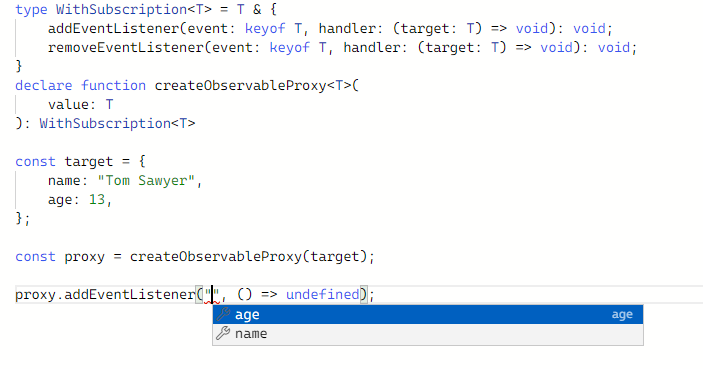 type WithSubscription<T> = T & {
    addEventListener(event: keyof T, handler: (target: T) => void): void;
    removeEventListener(event: keyof T, handler: (target: T) => void): void;
}
declare function createObservableProxy<T>(
    value: T
): WithSubscription<T>
const target = {
    name: "Tom Sawyer",
    age: 13,
};
const proxy = createObservableProxy(target);
proxy.addEventListener("", () => undefined);
age age
name